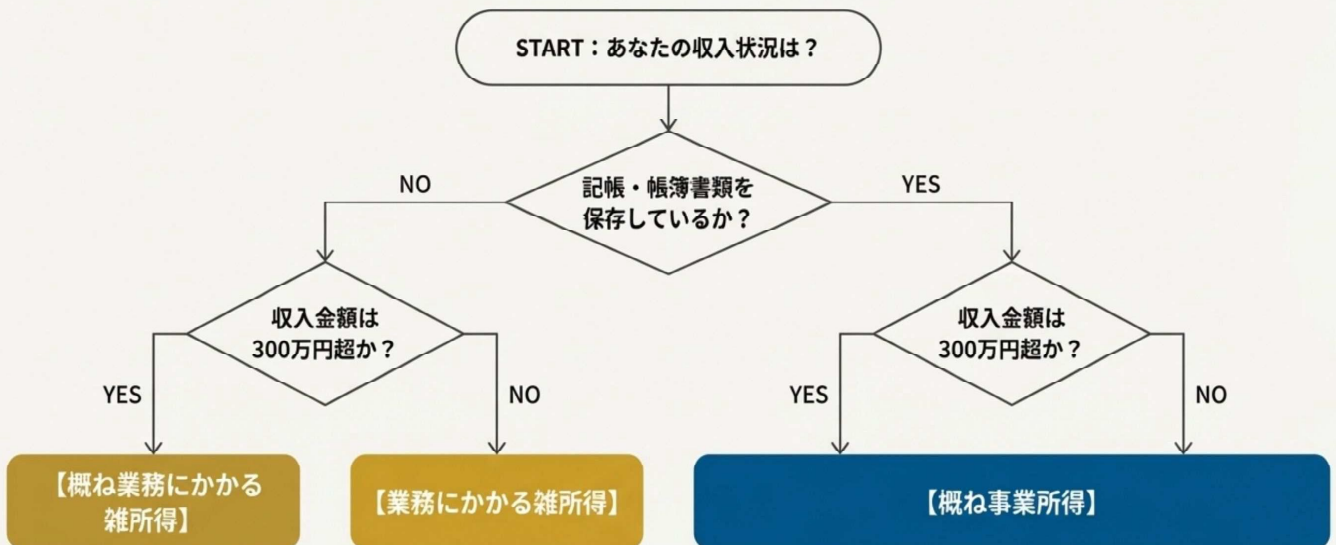 START：あなたの収入状況は？
NO
記帳・帳簿書類を
保存しているか？
YES
収入金額は
300万円超か？
収入金額は
300万円超か？
YES
NO
YES
NO
【概ね業務にかかる
雑所得】
【業務にかかる雑所得】
【概ね事業所得】